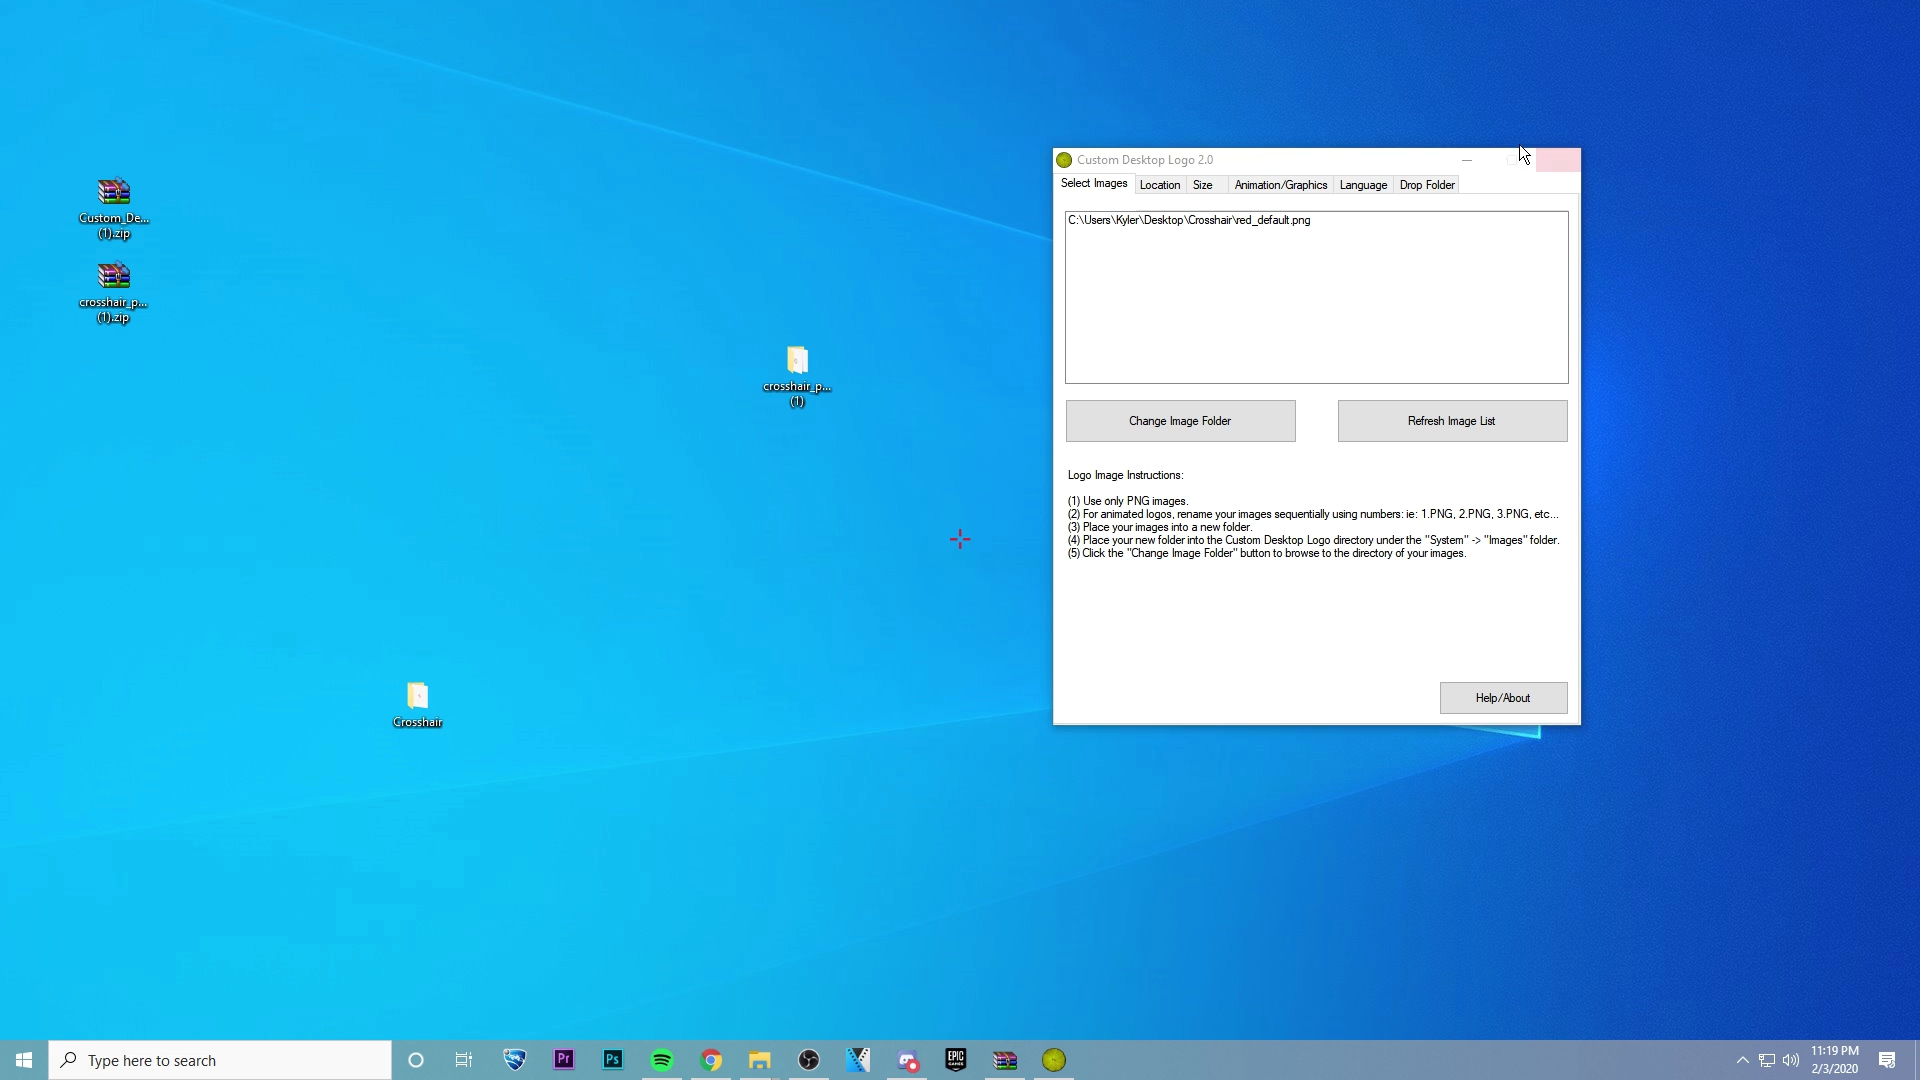 Custom_De...
(1).zip
crosshair_p...
(1).zip
crosshair_p...
(1)
Crosshair
Custom Desktop Logo 2.0
Select Images
Location
Size
Animation/Graphics
Language
Drop Folder
C:\Users\Kyler\Desktop\Crosshair\red_default.png
Change Image Folder
Refresh Image List
Logo Image Instructions:
(1) Use only PNG images.
(2) For animated logos, rename your images sequentially using numbers: ie: 1.PNG, 2.PNG, 3.PNG, etc...
(3) Place your images into a new folder.
(4) Place your new folder into the Custom Desktop Logo directory under the "System" -> "Images" folder.
(5) Click the "Change Image Folder" button to browse to the directory of your images.
Help/About
Type here to search
Pr
Ps
EPIC
GAMES
11:19 PM
2/3/2020